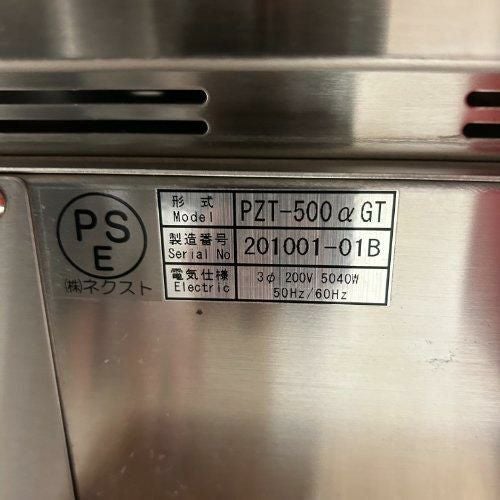 PS
E
㈱ネクスト
形式 PZT-500αGT
Model
製造番号 201001-01B
Serial No
電気仕様 3φ 200V 5040W
Electric 50Hz/60Hz